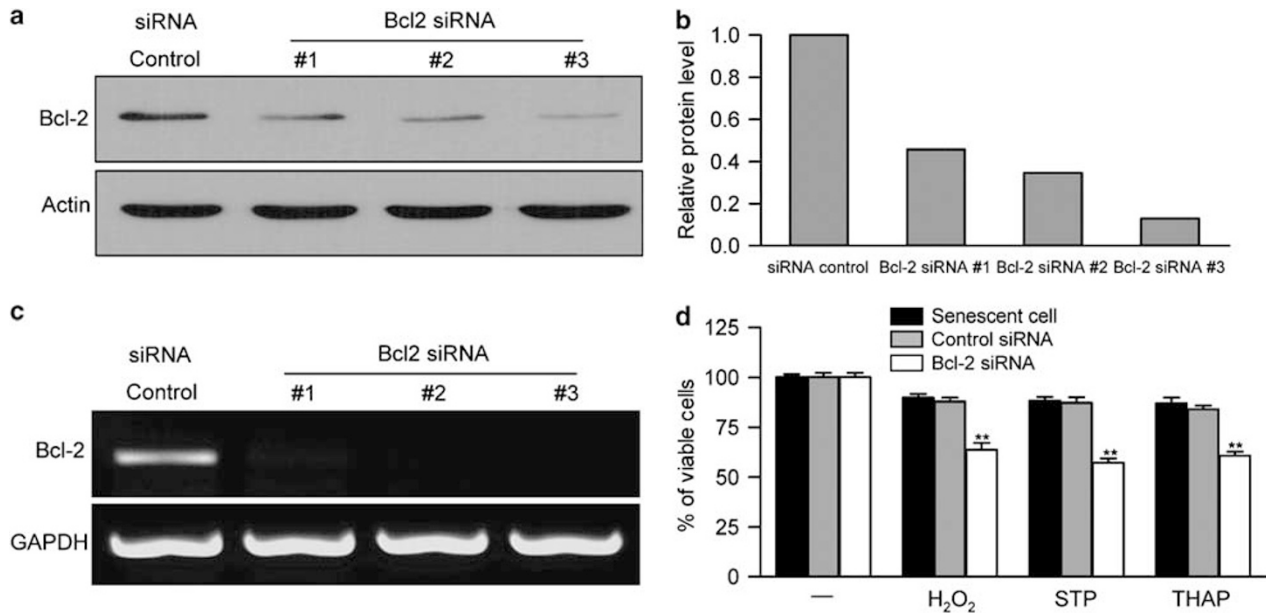 a
siRNA Bcl2 siRNA
Control #1 #2 #3
Bcl-2
Actin
b
Relative protein level
1.0
0.8
0.6
0.4
0.2
0.0
siRNA control Bcl-2 siRNA #1 Bcl-2 siRNA #2 Bcl-2 siRNA #3
c
siRNA Bcl2 siRNA
Control #1 #2 #3
Bcl-2
GAPDH
d
Senescent cell
Control siRNA
Bcl-2 siRNA
% of viable cells
125
100
75
50
25
0
** ** **
— H₂O₂ STP THAP